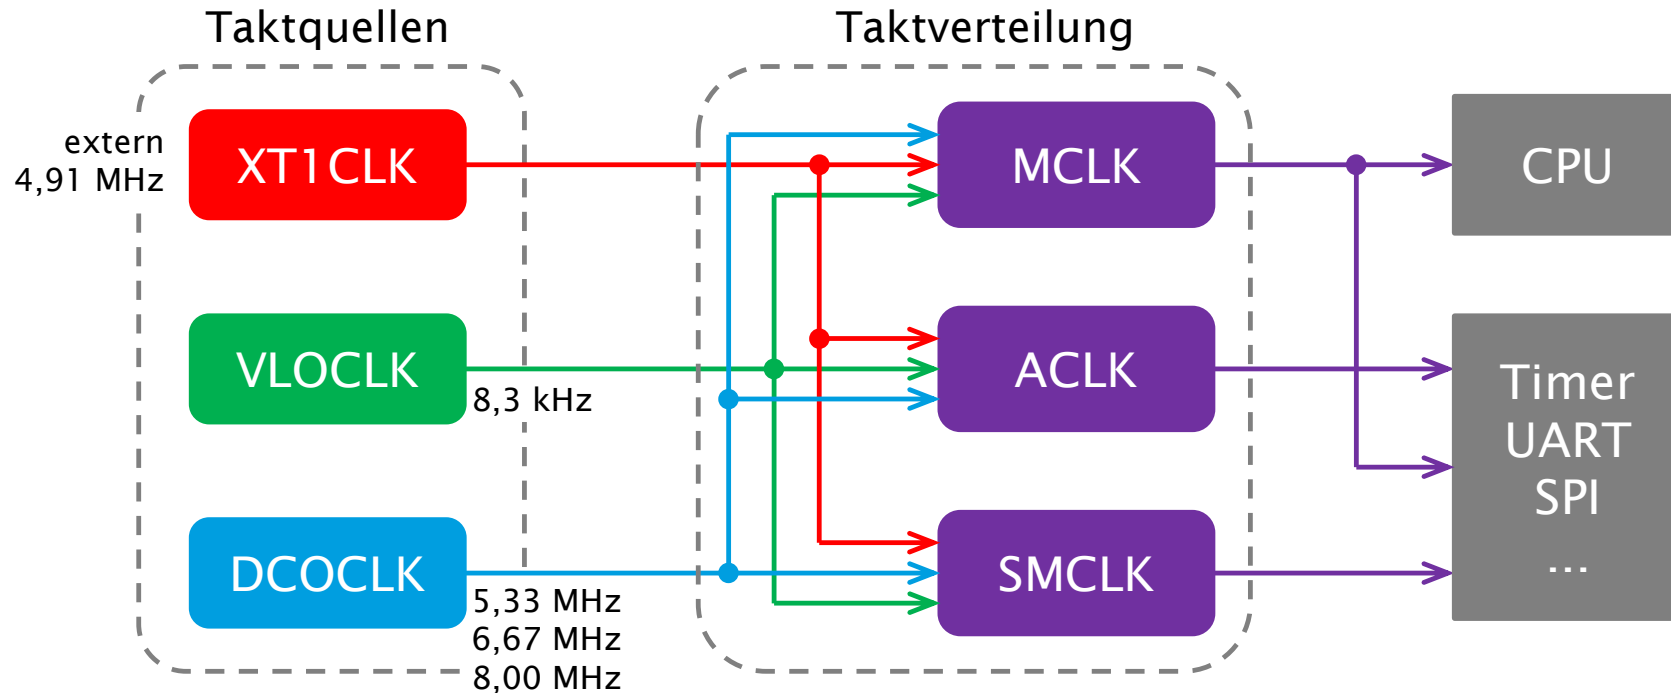 Taktquellen
Taktverteilung
extern
4,91 MHz
XT1CLK
MCLK
CPU
VLOCLK
8,3 kHz
ACLK
Timer
UART
SPI
...
DCOCLK
5,33 MHz
6,67 MHz
8,00 MHz
SMCLK